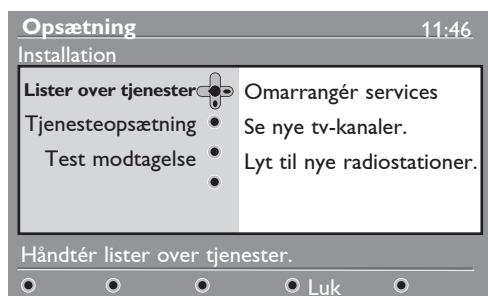 Opsætning 11:46
Installation
Lister over tjenester Omarrangér services
Tjenesteopsætning Se nye tv-kanaler.
Test modtagelse Lyt til nye radiostationer.
Håndtér lister over tjenester.
Luk